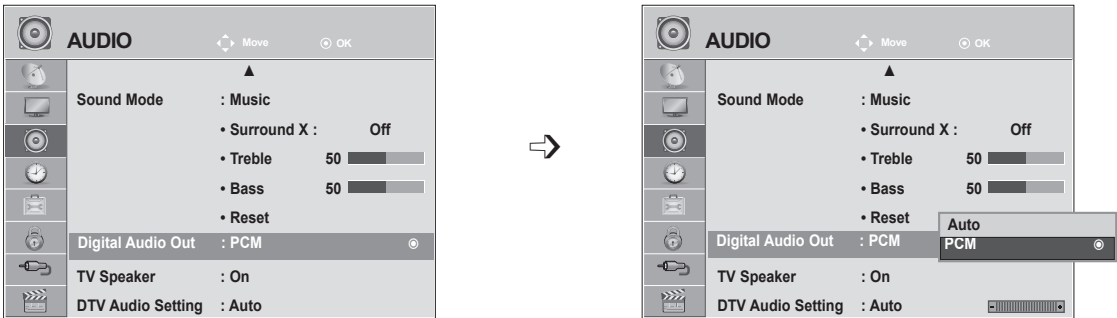 AUDIO Move OK
Sound Mode : Music
• Surround X : Off
• Treble 50
• Bass 50
• Reset
Digital Audio Out : PCM
TV Speaker : On
DTV Audio Setting : Auto
AUDIO Move OK
Sound Mode : Music
• Surround X : Off
• Treble 50
• Bass 50
• Reset
Auto
Digital Audio Out : PCM
PCM
TV Speaker : On
DTV Audio Setting : Auto